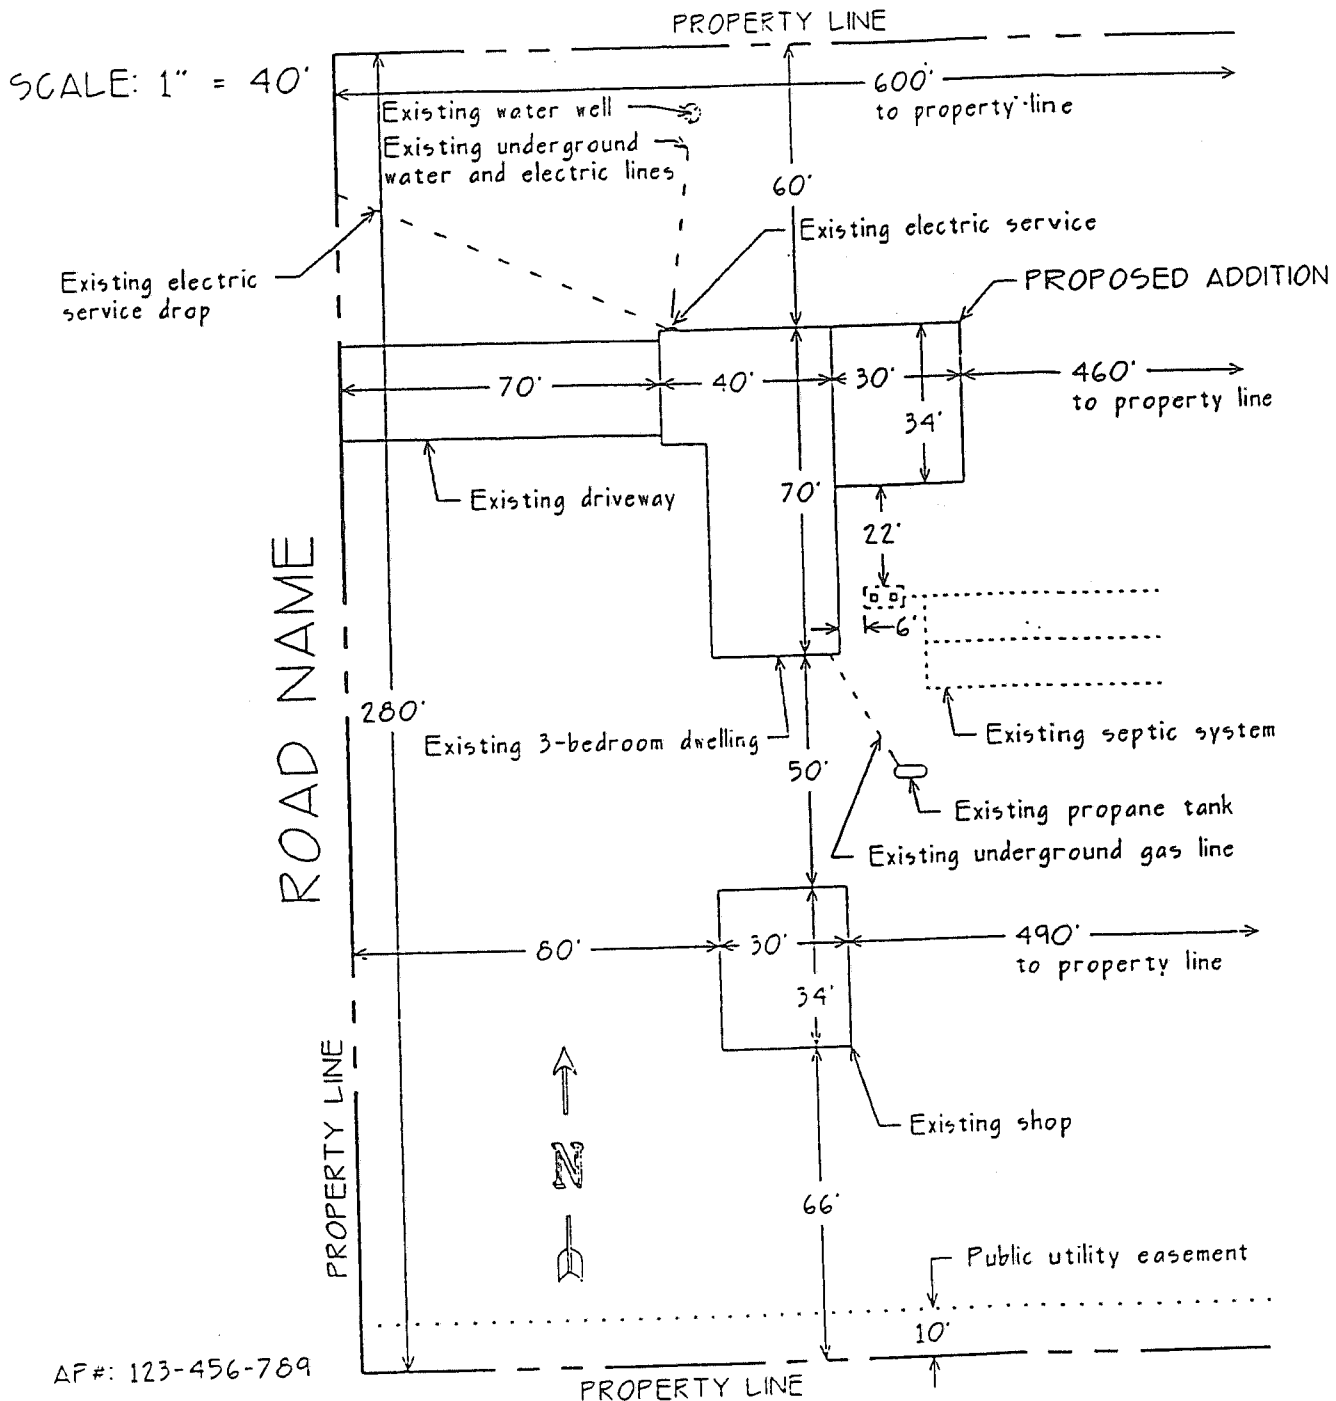 PROPERTY LINE
SCALE: 1" = 40'
600'
to property line
Existing water well
Existing underground
water and electric lines
60'
Existing electric service
Existing electric
service drop
PROPOSED ADDITION
70'
40'
30'
460'
to property line
34'
70'
Existing driveway
22'
6'
ROAD NAME
280'
Existing 3-bedroom dwelling
Existing septic system
50'
Existing propane tank
Existing underground gas line
80'
30'
490'
to property line
34'
PROPERTY LINE
Existing shop
N
66'
Public utility easement
10'
AP#: 123-456-789
PROPERTY LINE